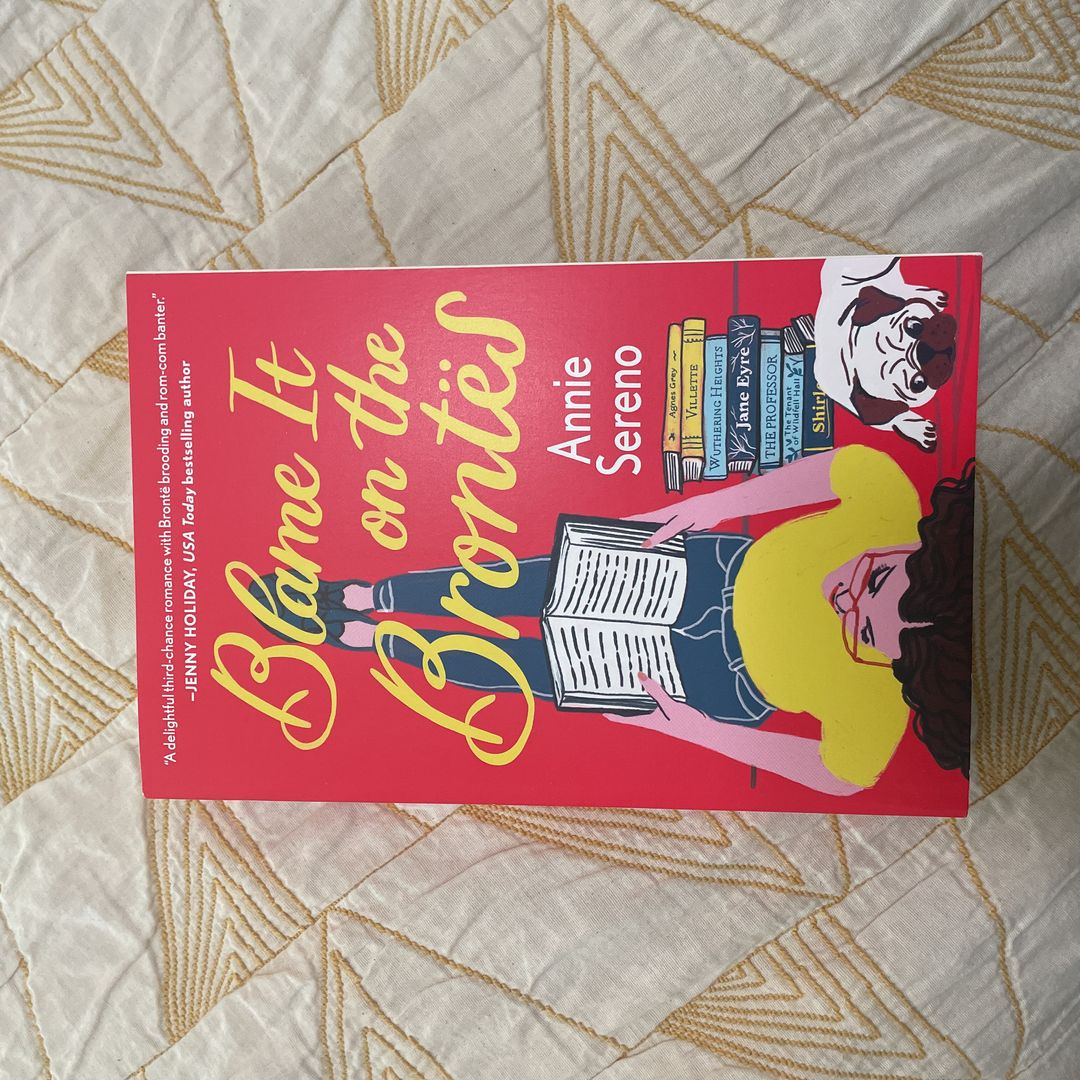 “A delightful third-chance romance with Brontë brooding and rom-com banter.”
–JENNY HOLIDAY, USA Today bestselling author
Blame It
on the
Brontës
Annie
Sereno
Agnes Grey
VILLETTE
WUTHERING HEIGHTS
Jane Eyre
THE PROFESSOR
The Tenant
of Wildfell Hall
Shirl